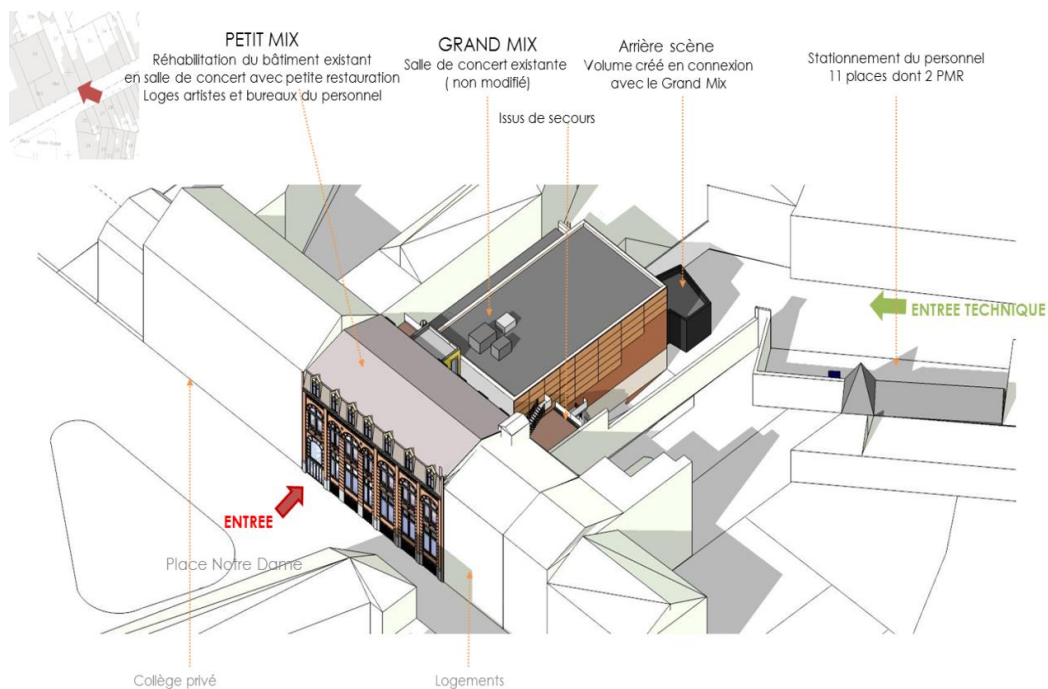 PETIT MIX
Réhabilitation du bâtiment existant
en salle de concert avec petite restauration
Loges artistes et bureaux du personnel
GRAND MIX
Salle de concert existante
( non modifié)
Arrière scène
Volume créé en connexion
avec le Grand Mix
Stationnement du personnel
11 places dont 2 PMR
Issus de secours
ENTREE TECHNIQUE
ENTREE
Place Notre Dame
Collège privé
Logements